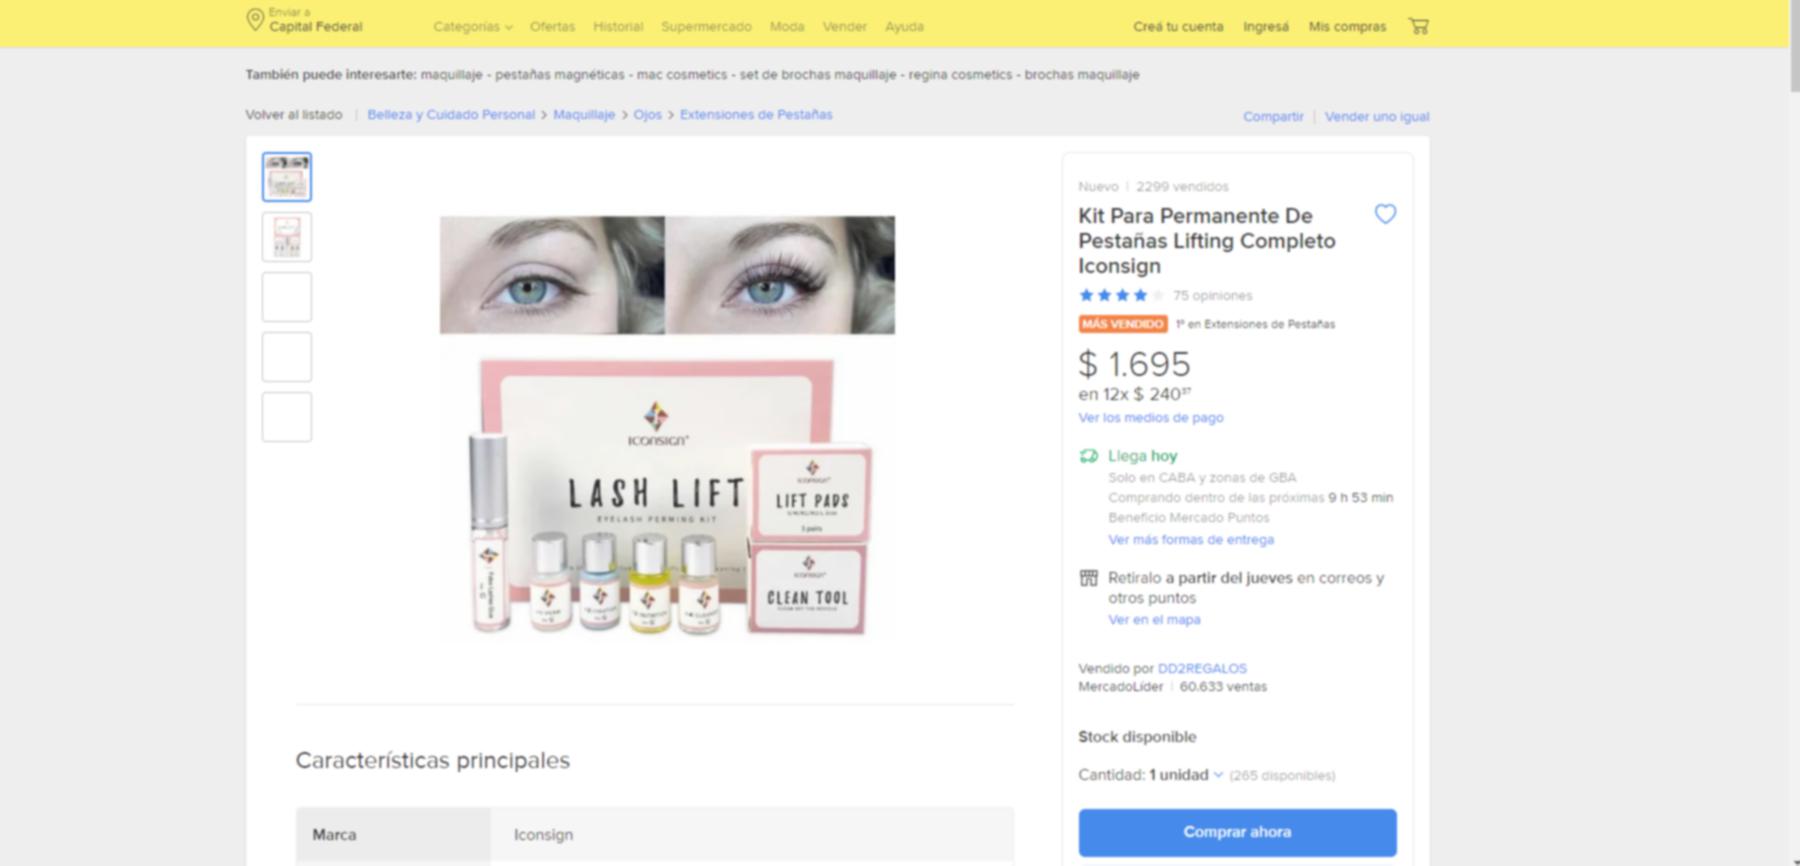 Enviar a
Capital Federal
Categorías
Ofertas
Historial
Supermercado
Moda
Vender
Ayuda
Creá tu cuenta
Ingresá
Mis compras
También puede interesarte: maquillaje - pestañas magnéticas - mac cosmetics - set de brochas maquillaje - regina cosmetics - brochas maquillaje
Volver al listado | Belleza y Cuidado Personal > Maquillaje > Ojos > Extensiones de Pestañas
Compartir | Vender uno igual
ICONSIGN
LASH LIFT
EYELASH PERMING KIT
LIFT PADS
5 pairs
CLEAN TOOL
Nuevo | 2299 vendidos
Kit Para Permanente De
Pestañas Lifting Completo
Iconsign
75 opiniones
MÁS VENDIDO 1º en Extensiones de Pestañas
$ 1.695
en 12x $ 240³⁷
Ver los medios de pago
Llega hoy
Solo en CABA y zonas de GBA
Comprando dentro de las próximas 9 h 53 min
Beneficio Mercado Puntos
Ver más formas de entrega
Retiralo a partir del jueves en correos y
otros puntos
Ver en el mapa
Vendido por DD2REGALOS
MercadoLíder | 60.633 ventas
Stock disponible
Cantidad: 1 unidad (265 disponibles)
Comprar ahora
Características principales
Marca
Iconsign